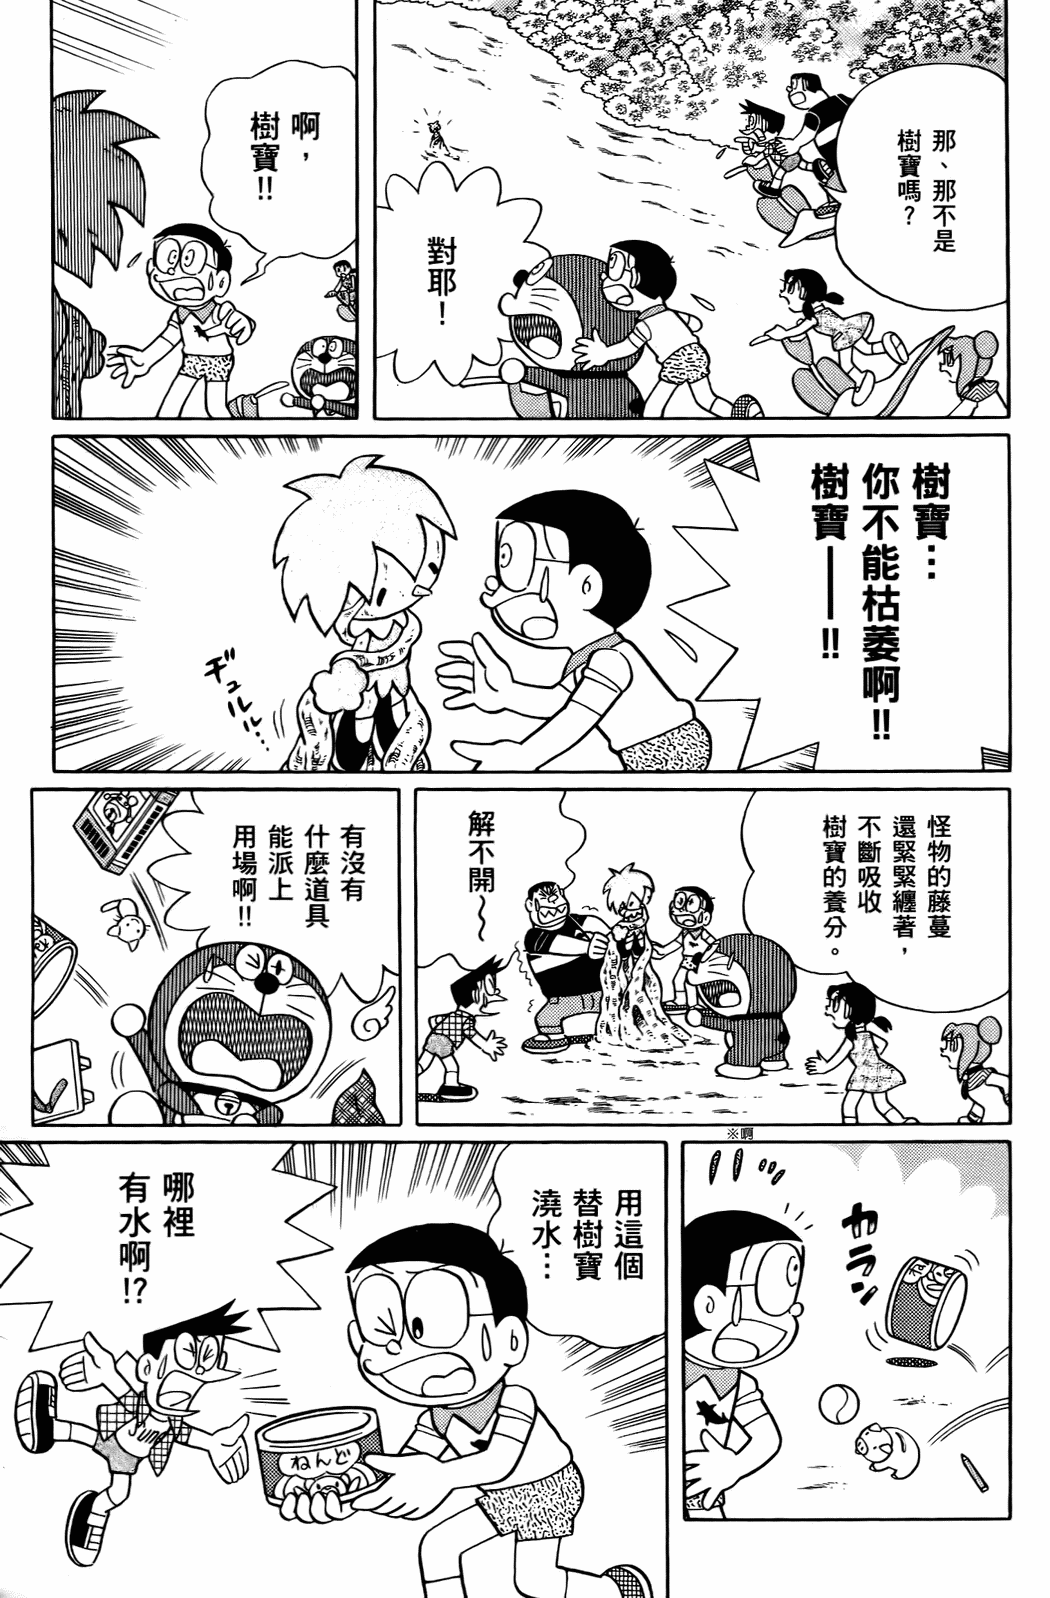 那、那不是
樹寶嗎？
對耶！
啊，
樹寶!!
樹寶…
你不能枯萎啊!!
樹寶——!!
ギュルルル…
怪物的藤蔓
還緊緊纏著，
不斷吸收
樹寶的養分。
解不開～
有沒有
什麼道具
能派上
用場啊!!
※啊
カラン
用這個
替樹寶
澆水…
ねんど
哪裡
有水啊!?